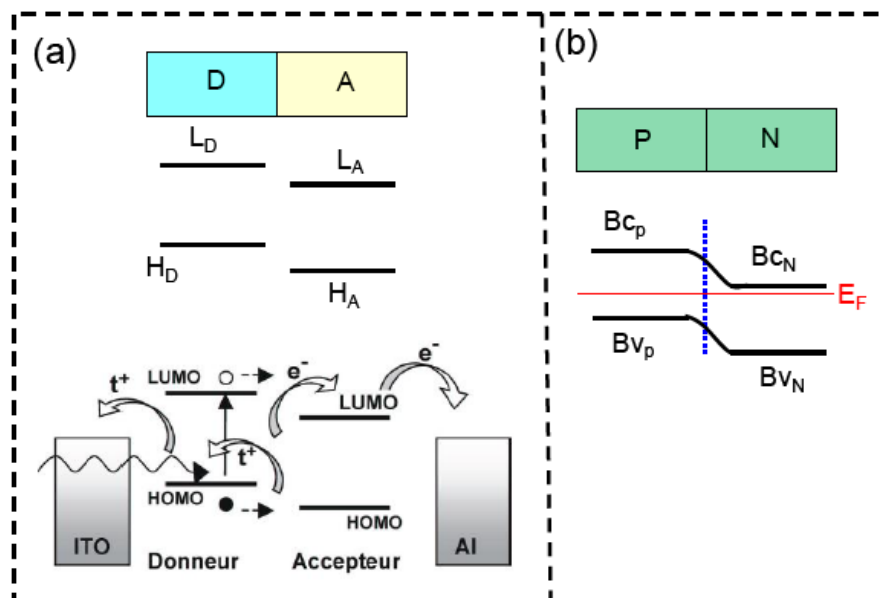 (a)
D A
L_D
L_A
H_D
H_A
LUMO
t⁺
e⁻
e⁻
LUMO
t⁺
HOMO
HOMO
ITO
Donneur
Accepteur
Al
(b)
P N
Bc_p
Bc_N
E_F
Bv_p
Bv_N